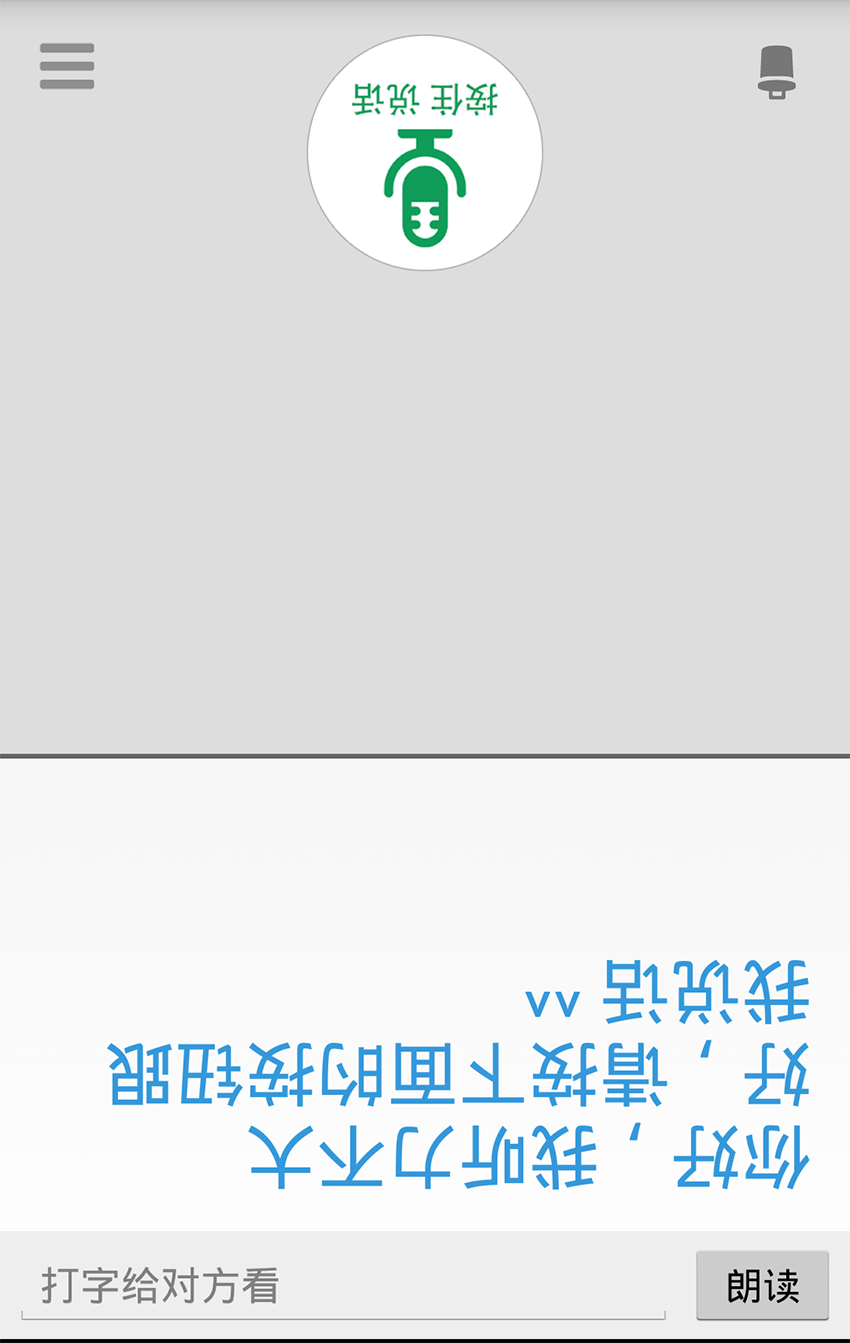 按住 说话
你好，我听力不大
好，请按下面的按钮跟
我说话 ^^
打字给对方看
朗读